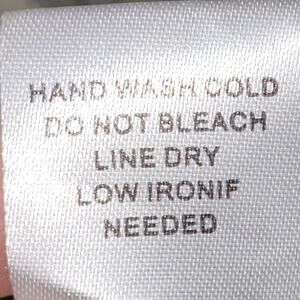 HAND WASH COLD
DO NOT BLEACH
LINE DRY
LOW IRONIF
NEEDED